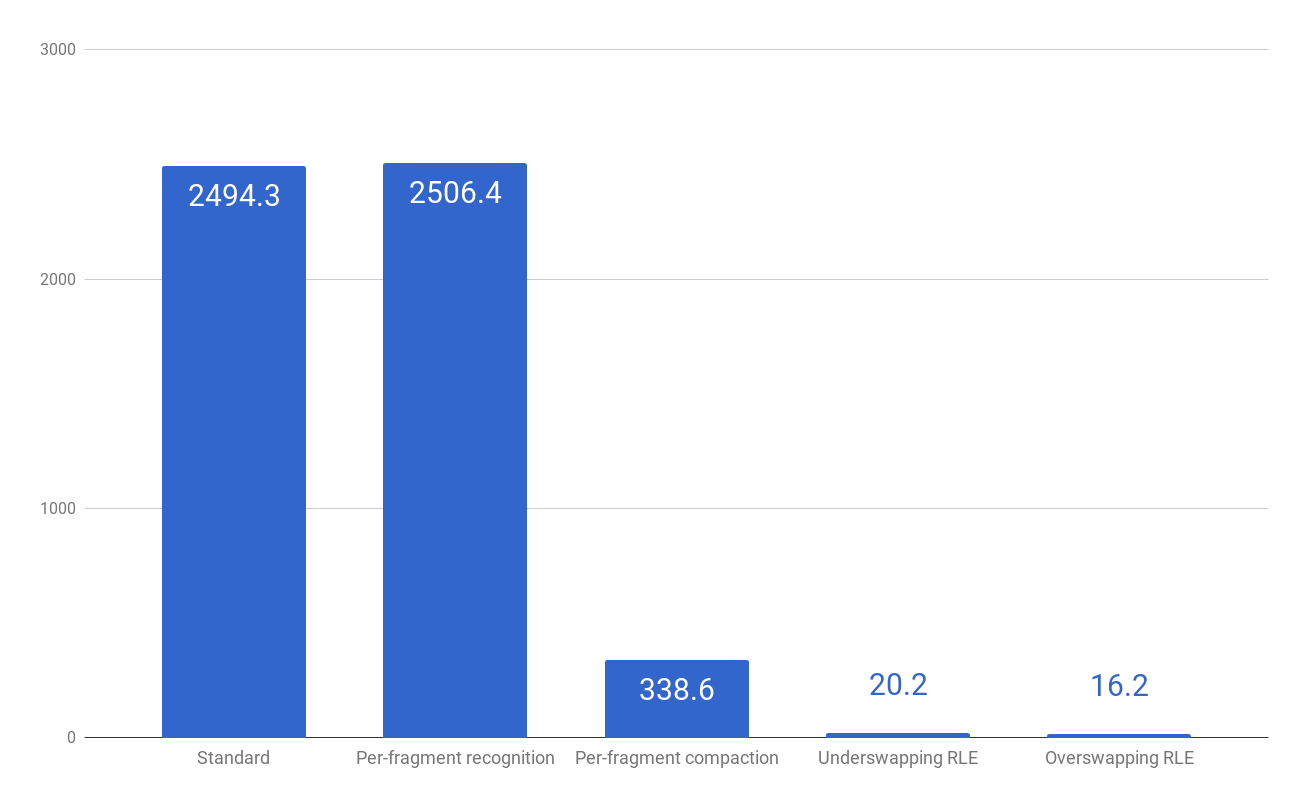 3000
2494.3
2506.4
2000
1000
338.6
20.2
16.2
0
Standard
Per-fragment recognition
Per-fragment compaction
Underswapping RLE
Overswapping RLE